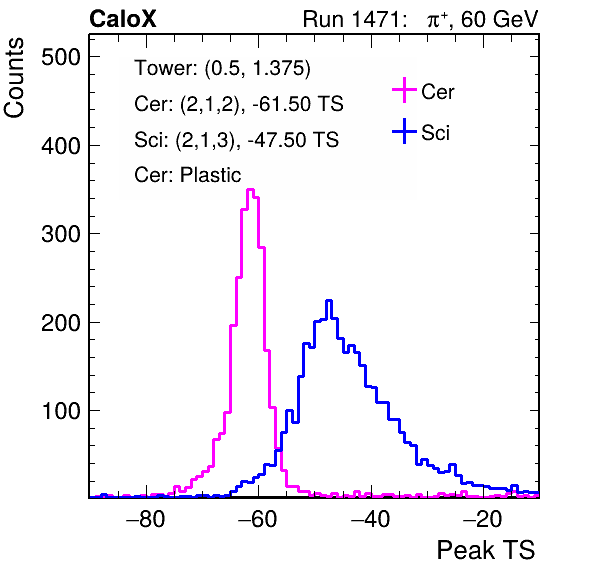 CaloX Run 1471: π⁺, 60 GeV
Counts
500
400
300
200
100
Tower: (0.5, 1.375)
Cer: (2,1,2), -61.50 TS
Sci: (2,1,3), -47.50 TS
Cer: Plastic
Cer
Sci
−80 −60 −40 −20
Peak TS